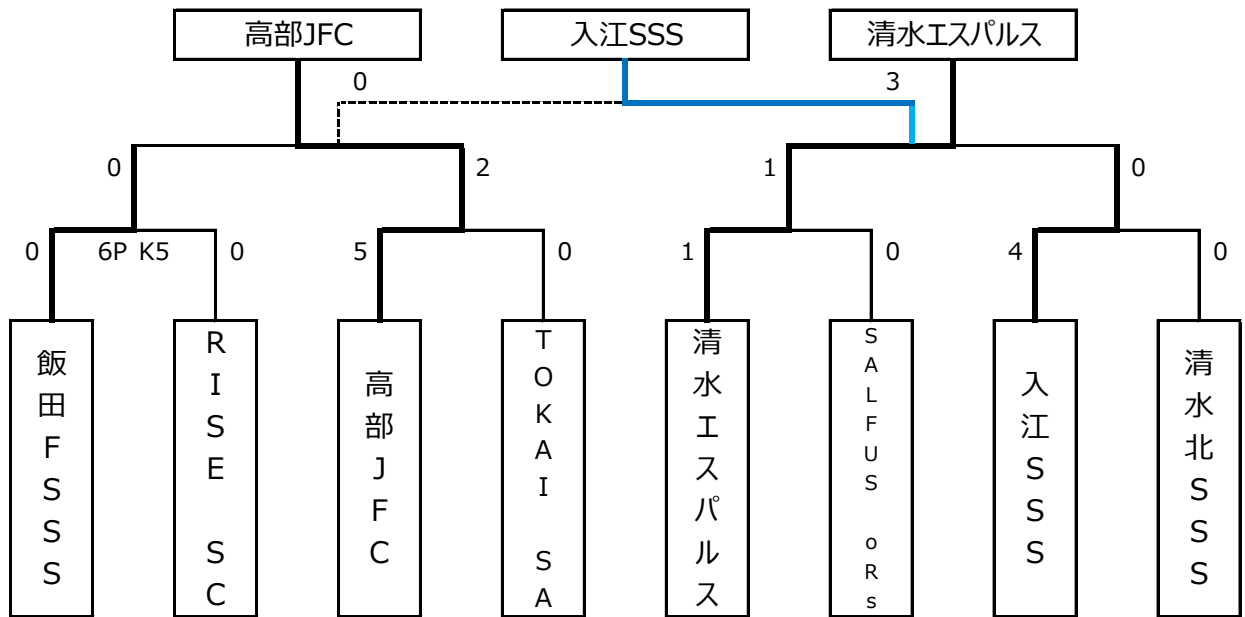 高部JFC 入江SSS 清水エスパルス
0 3
0 2 1 0
0 6P K5 0 5 0 1 0 4 0
飯田FSSS
RISE SC
高部JFC
TOKAI SA
清水エスパルス
SALFUS oRs
入江SSS
清水北SSS